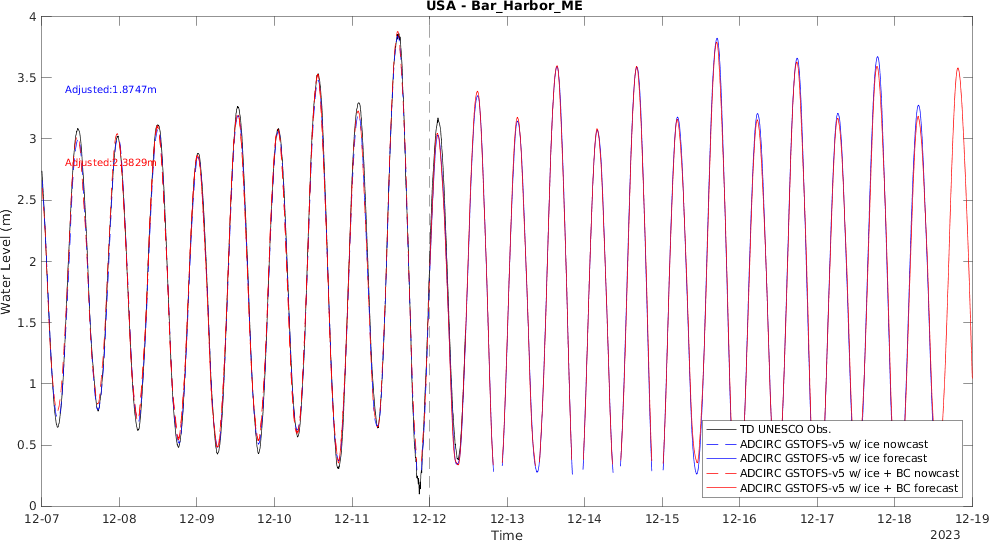 USA - Bar_Harbor_ME
4
3.5
3
2.5
2
1.5
1
0.5
0
Water Level (m)
Adjusted:1.8747m
Adjusted:2.3829m
TD UNESCO Obs.
ADCIRC GSTOFS-v5 w/ ice nowcast
ADCIRC GSTOFS-v5 w/ ice forecast
ADCIRC GSTOFS-v5 w/ ice + BC nowcast
ADCIRC GSTOFS-v5 w/ ice + BC forecast
12-07 12-08 12-09 12-10 12-11 12-12 12-13 12-14 12-15 12-16 12-17 12-18 12-19
Time
2023